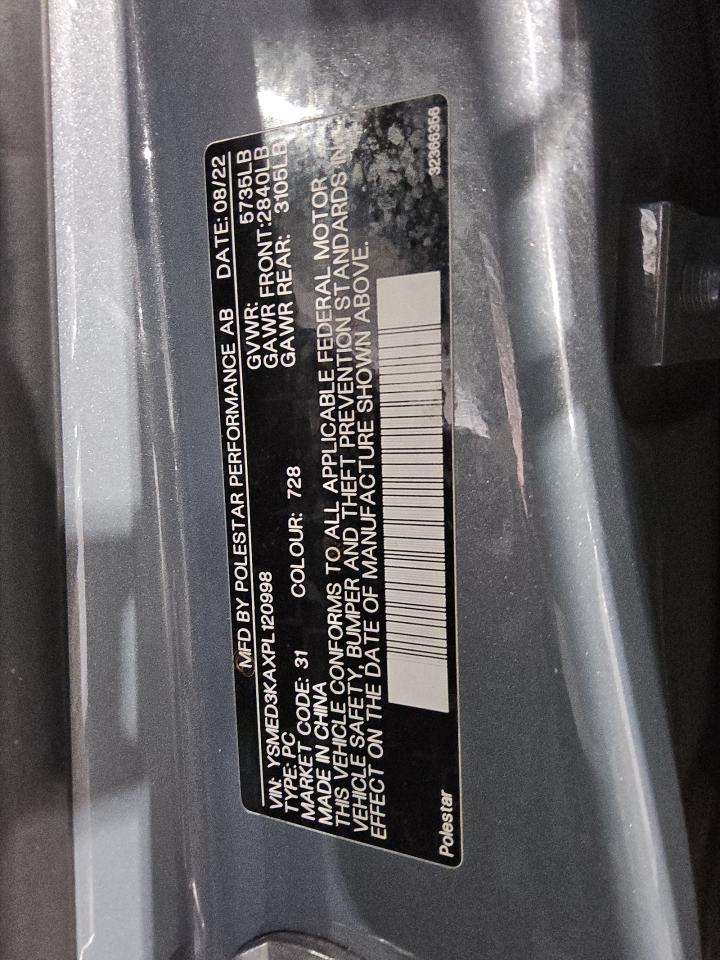 MFD BY POLESTAR PERFORMANCE AB DATE: 08/22
VIN: YSMED3KAXPL120998 GVWR: 5735LB
TYPE: PC GAWR FRONT: 2840LB
MARKET CODE: 31 COLOUR: 728 GAWR REAR: 3105LB
MADE IN CHINA
THIS VEHICLE CONFORMS TO ALL APPLICABLE FEDERAL MOTOR
VEHICLE SAFETY, BUMPER AND THEFT PREVENTION STANDARDS IN
EFFECT ON THE DATE OF MANUFACTURE SHOWN ABOVE.
Polestar 32366356